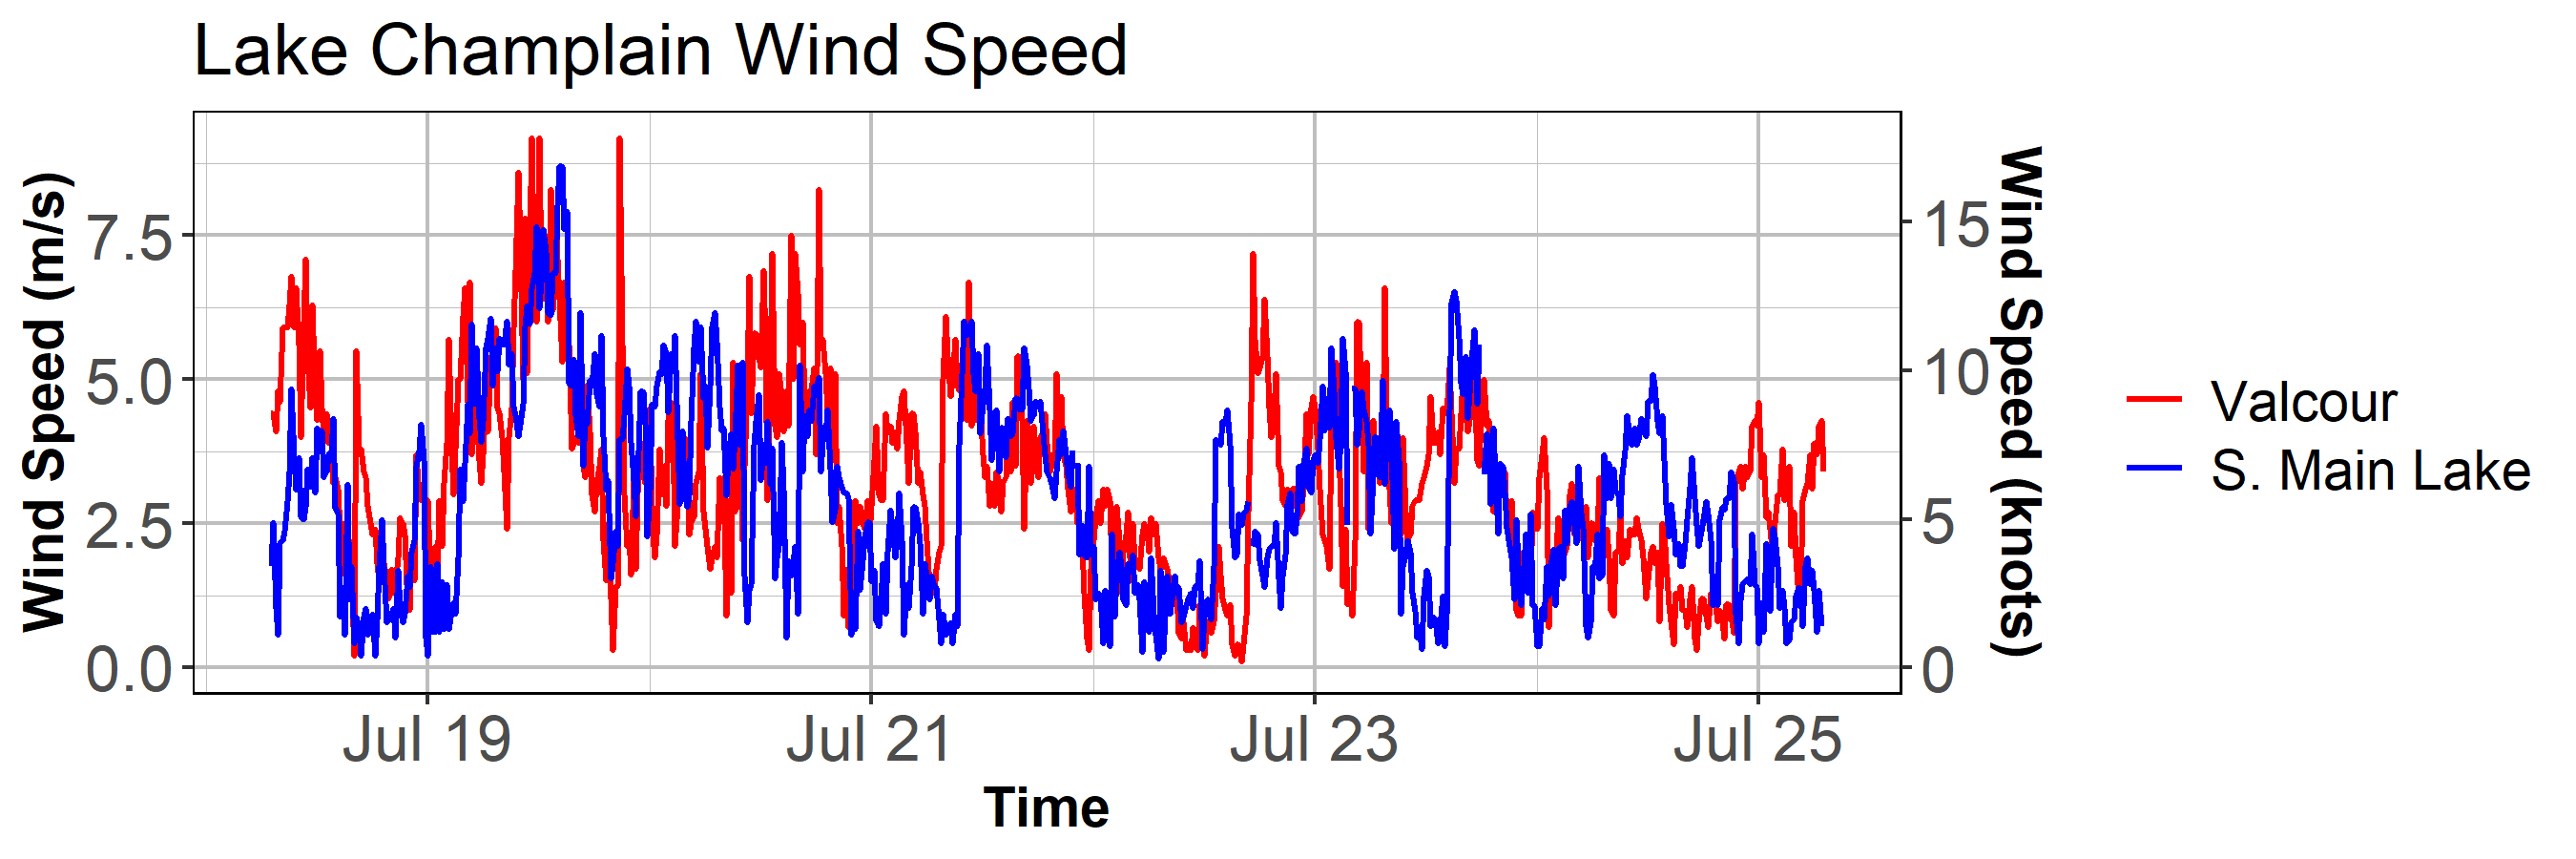 Lake Champlain Wind Speed
Wind Speed (m/s)
7.5
5.0
2.5
0.0
15
10
5
0
Wind Speed (knots)
Jul 19
Jul 21
Jul 23
Jul 25
Time
Valcour
S. Main Lake